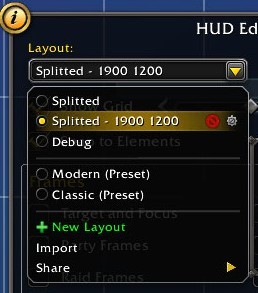 HUD Ed
Layout:
Splitted - 1900 1200
Splitted
Splitted - 1900 1200
Debug
to Elements
Modern (Preset)
Classic (Preset)
Frames
Target and Focus
+ New Layout
Import
Party Frames
Share
Raid Frames